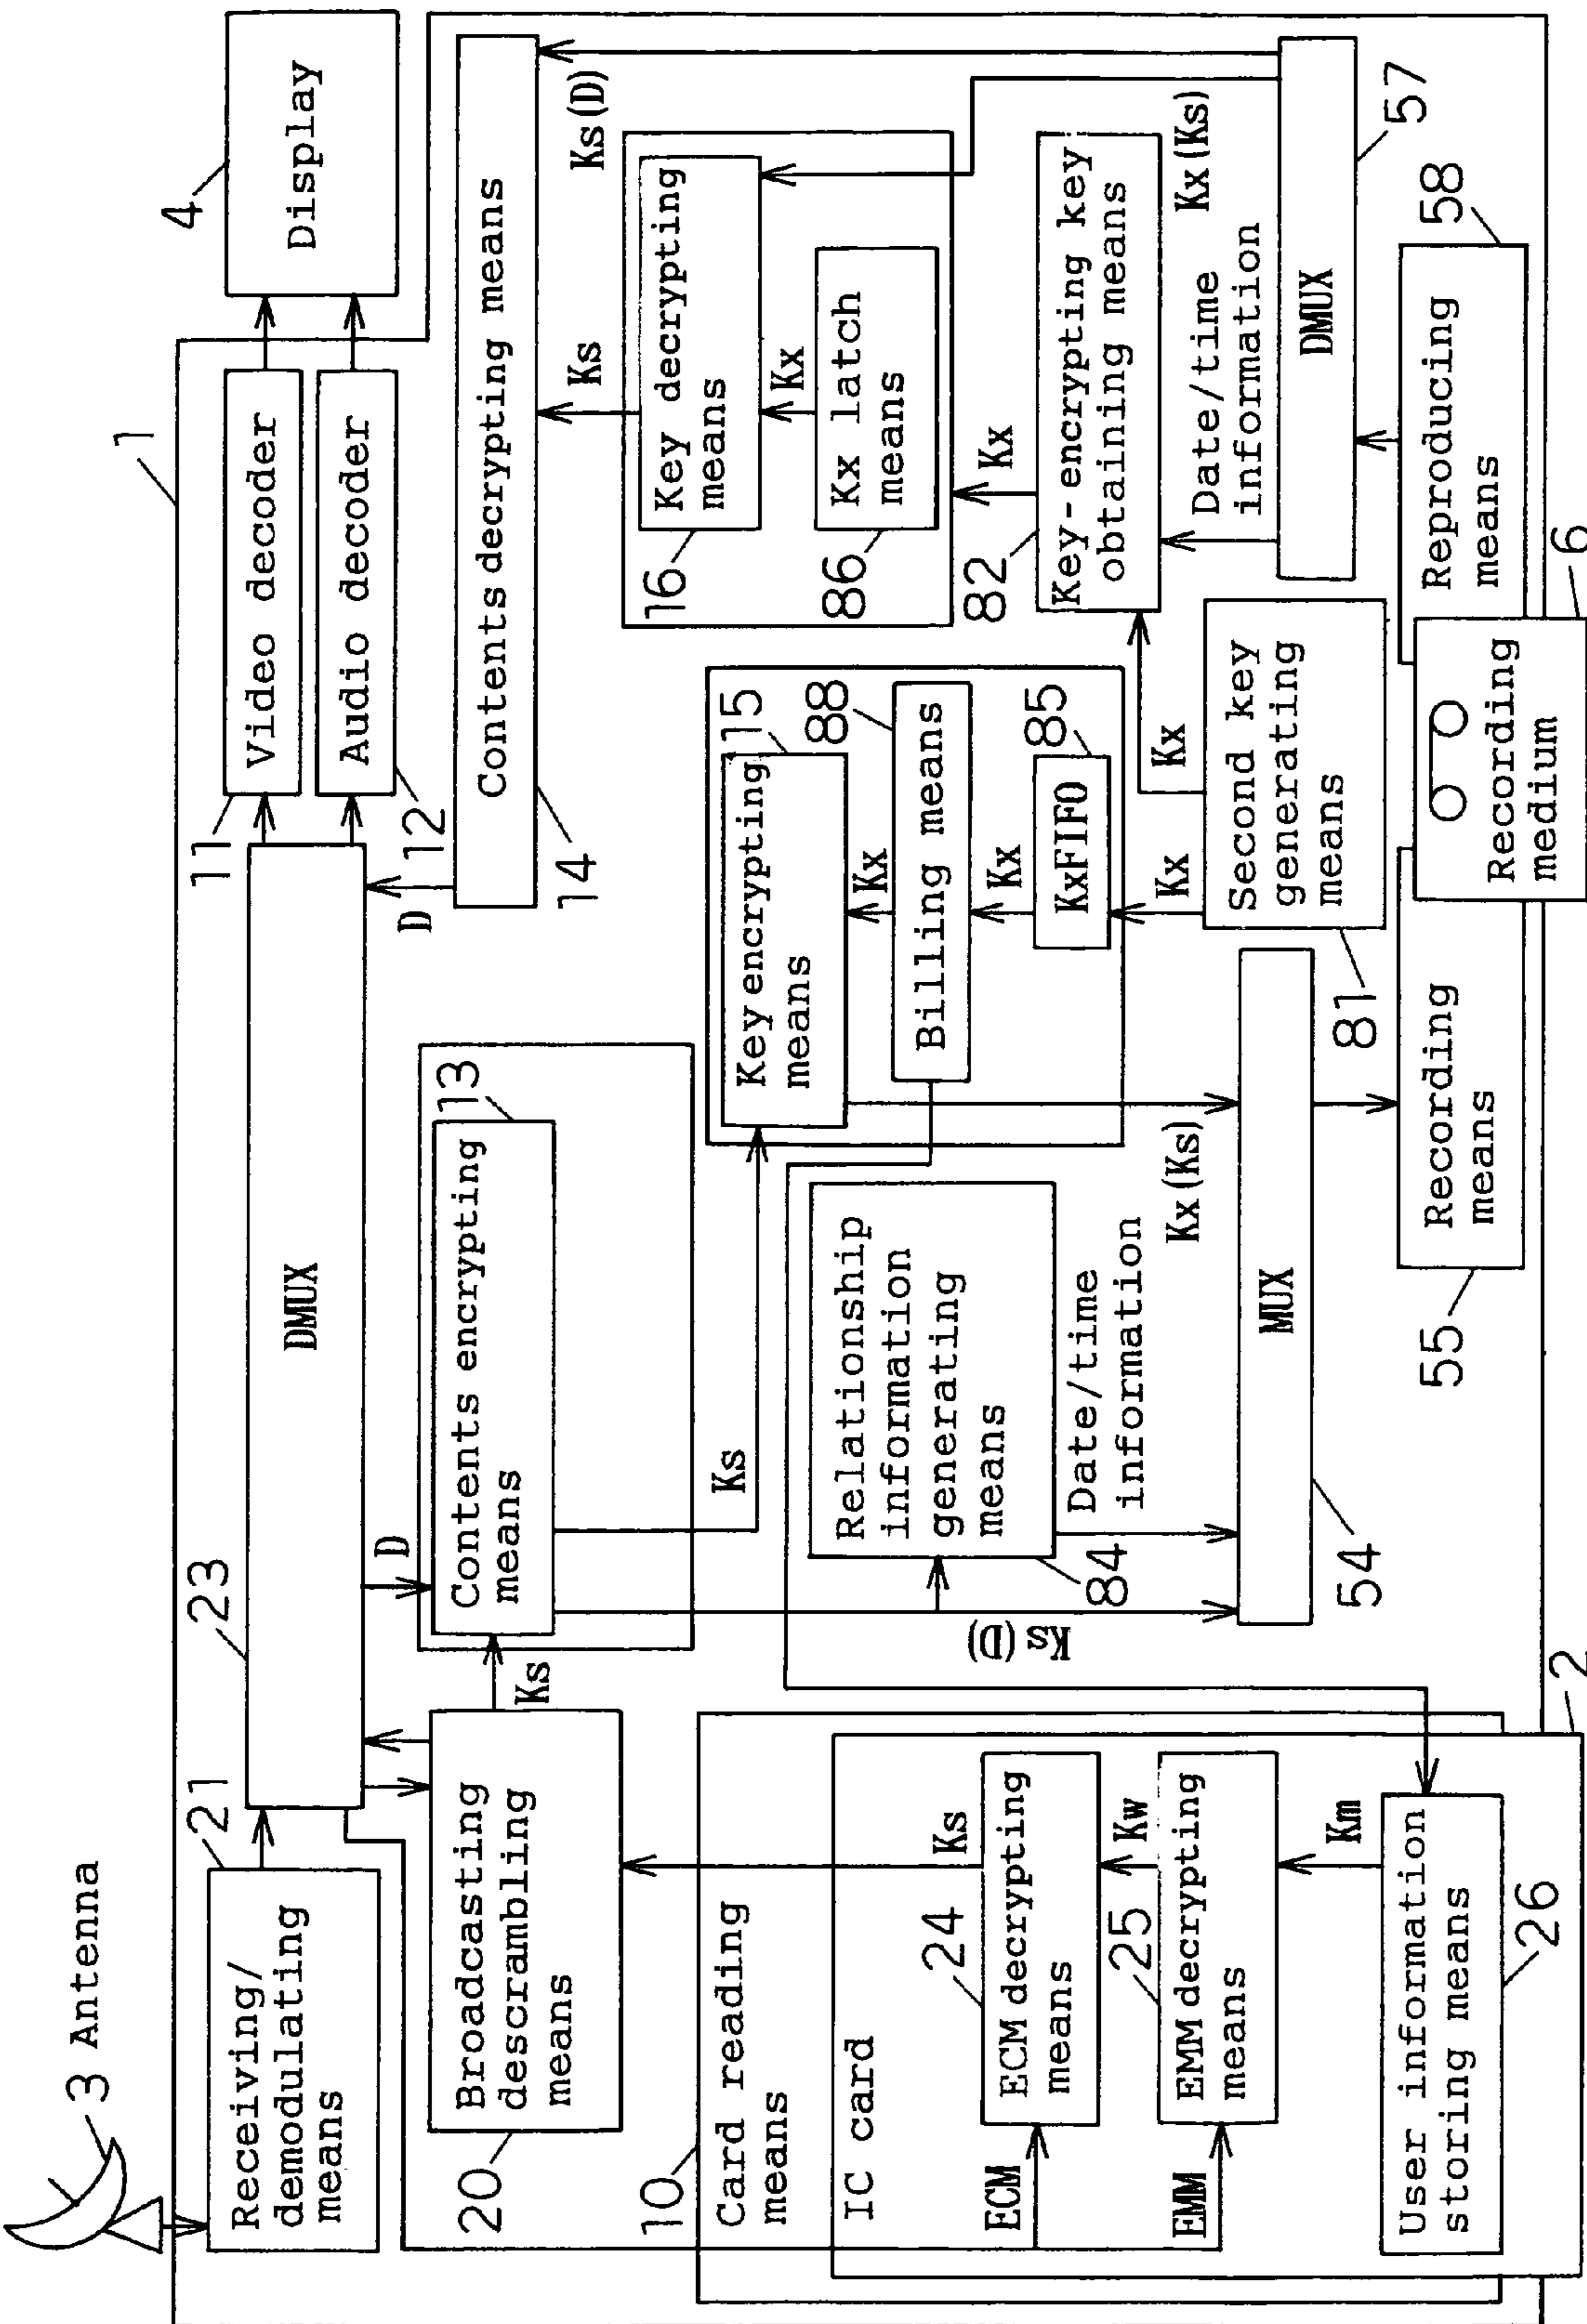 3 Antenna
21
Receiving/
demodulating
means
23
DMUX
11
Video decoder
Audio decoder
12
1
4
Display
20
Broadcasting
descrambling
means
Ks
D
13
Contents encrypting
means
Ks
D
14
Contents decrypting means
Ks(D)
Ks
10
Card reading
means
IC card
2
ECM
24
ECM decrypting
means
Ks
EMM
25
EMM decrypting
means
Kw
Km
User information
storing means
26
Ks(D)
Relationship
information
generating
means
84
Date/time
information
Kx(Ks)
15
Key encrypting
means
Kx
88
Billing means
Kx
85
KxFIFO
Kx
Kx
Second key
generating
means
81
16
Key decrypting
means
Kx
86
Kx latch
means
Kx
82
Key-encrypting key
obtaining means
Kx(Ks)
Date/time
information
MUX
54
DMUX
57
55
Recording
means
Recording
medium
6
Reproducing
means
58